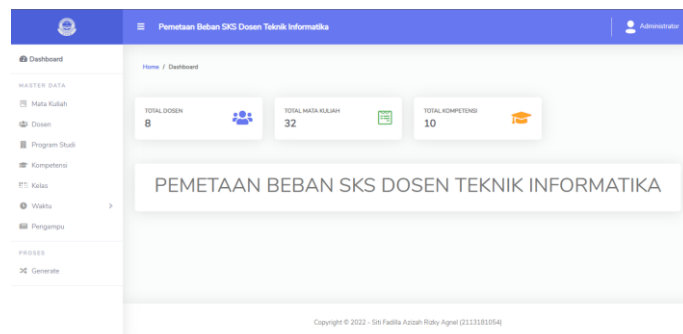 Pemetaan Beban SKS Dosen Teknik Informatika
Administrator
Dashboard
MASTER DATA
Mata Kuliah
Dosen
Program Studi
Kompetensi
Kelas
Waktu
Pengampu
PROSES
Generate
Home / Dashboard
TOTAL DOSEN
8
TOTAL MATA KULIAH
32
TOTAL KOMPETENSI
10
PEMETAAN BEBAN SKS DOSEN TEKNIK INFORMATIKA
Copyright © 2022 - Siti Fadilla Azizah Rizky Agnel (2113181054)